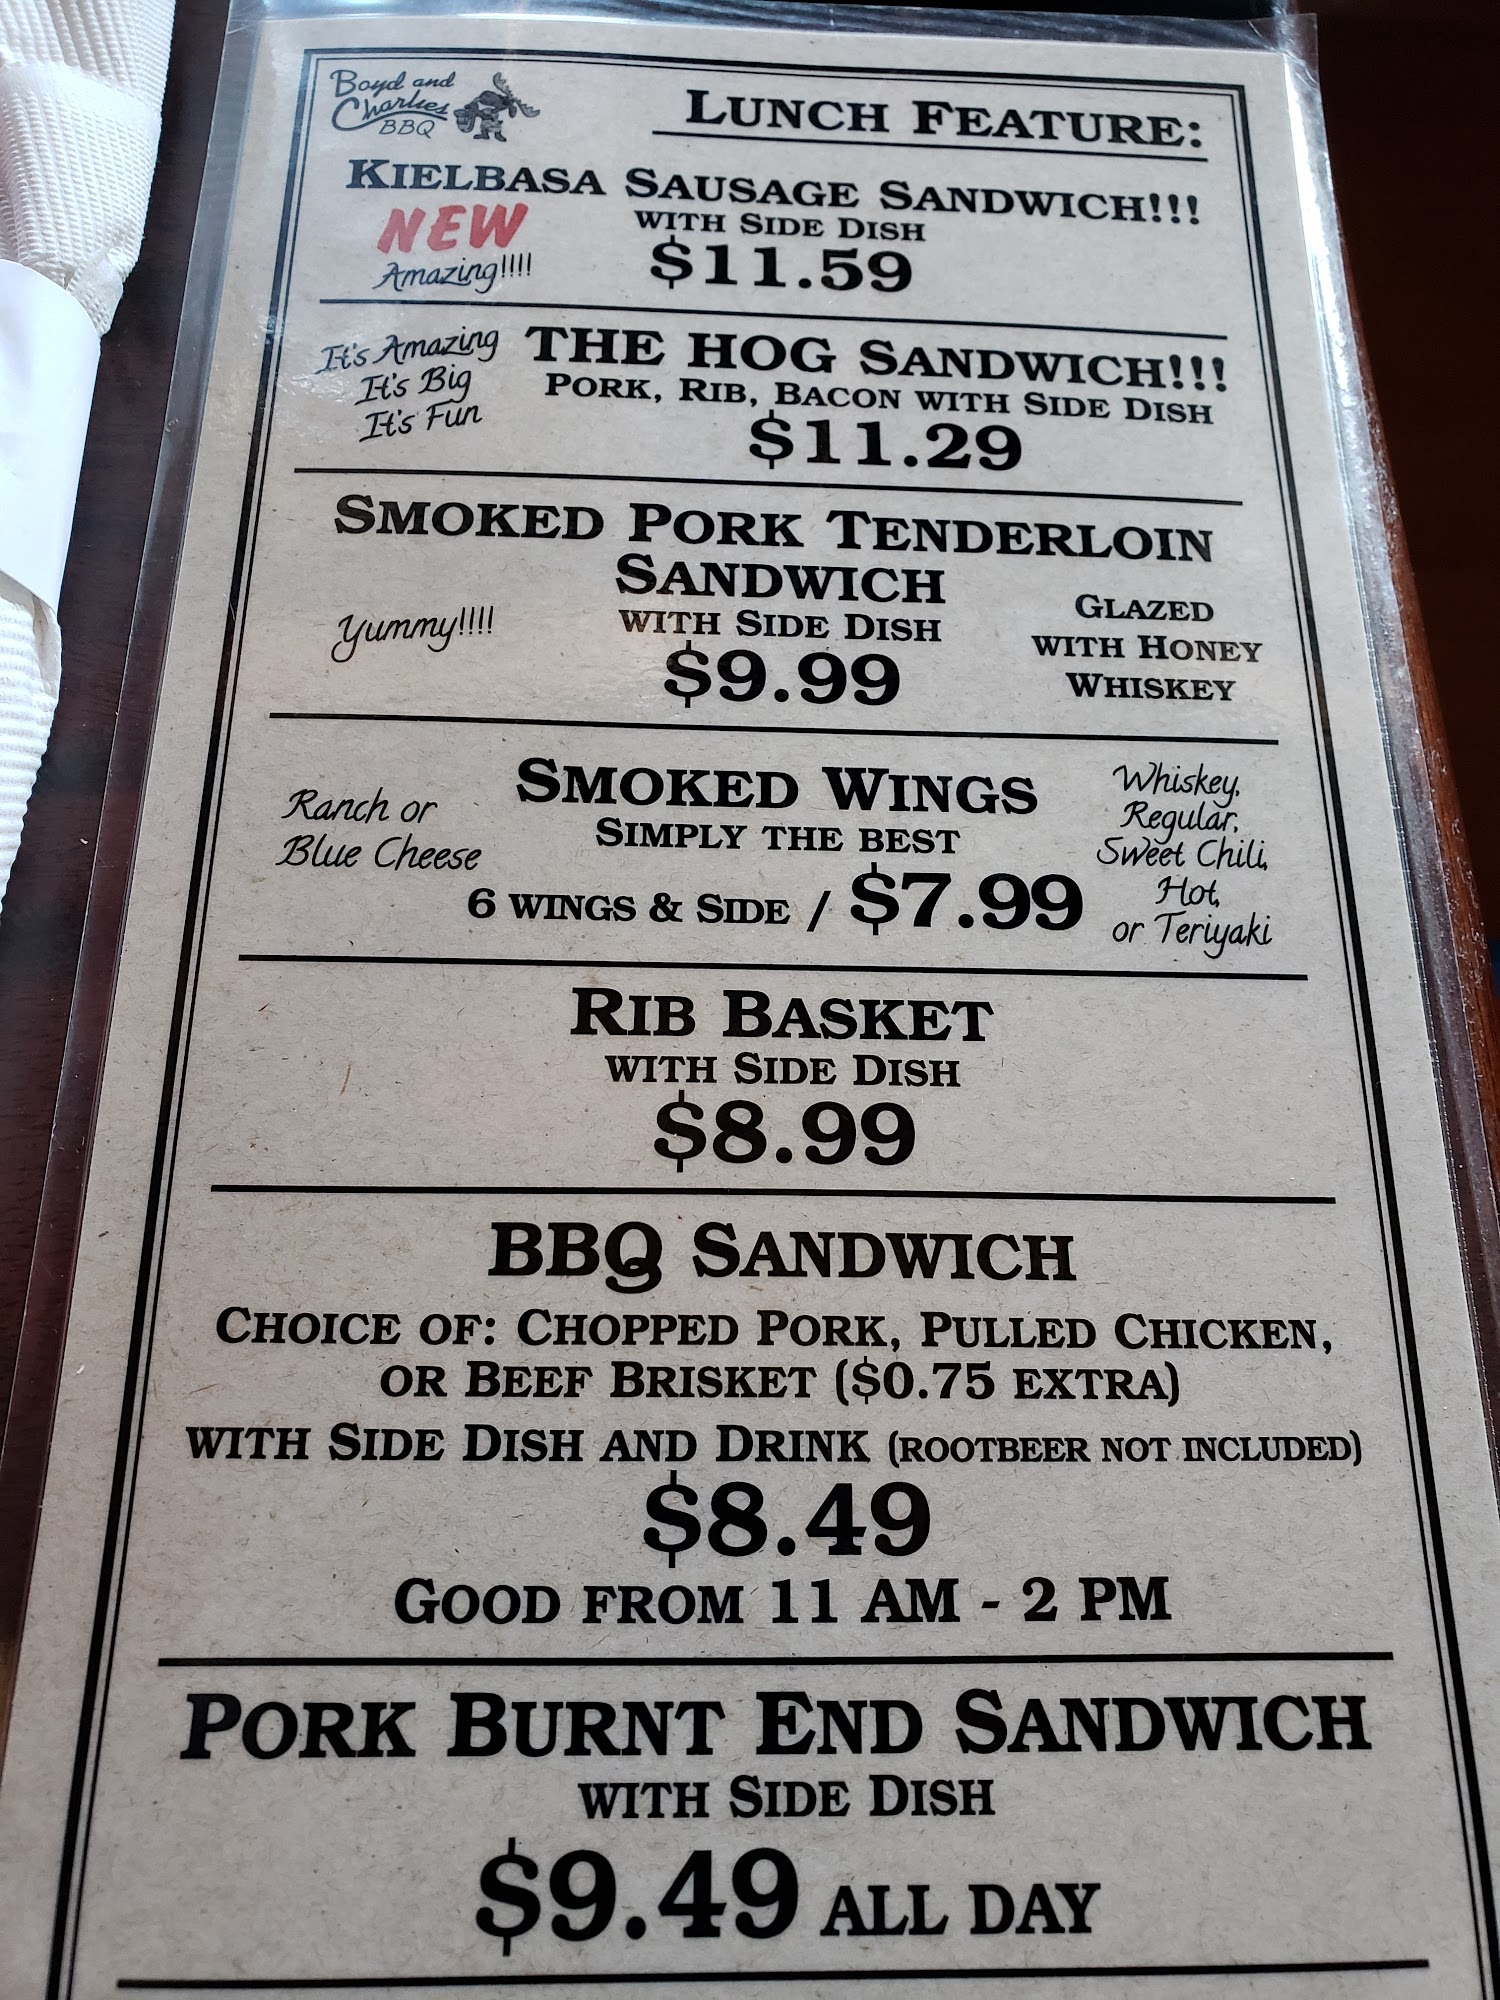 Boyd and
Charlies
BBQ
LUNCH FEATURE:
KIELBASA SAUSAGE SANDWICH!!!
NEW
WITH SIDE DISH
Amazing!!!!
$11.59
It's Amazing
It's Big
It's Fun
THE HOG SANDWICH!!!
PORK, RIB, BACON WITH SIDE DISH
$11.29
SMOKED PORK TENDERLOIN
SANDWICH
Yummy!!!!
WITH SIDE DISH
$9.99
GLAZED
WITH HONEY
WHISKEY
Ranch or
Blue Cheese
SMOKED WINGS
SIMPLY THE BEST
6 WINGS & SIDE / $7.99
Whiskey,
Regular,
Sweet Chili,
Hot,
or Teriyaki
RIB BASKET
WITH SIDE DISH
$8.99
BBQ SANDWICH
CHOICE OF: CHOPPED PORK, PULLED CHICKEN,
OR BEEF BRISKET ($0.75 EXTRA)
WITH SIDE DISH AND DRINK (ROOTBEER NOT INCLUDED)
$8.49
GOOD FROM 11 AM - 2 PM
PORK BURNT END SANDWICH
WITH SIDE DISH
$9.49 ALL DAY